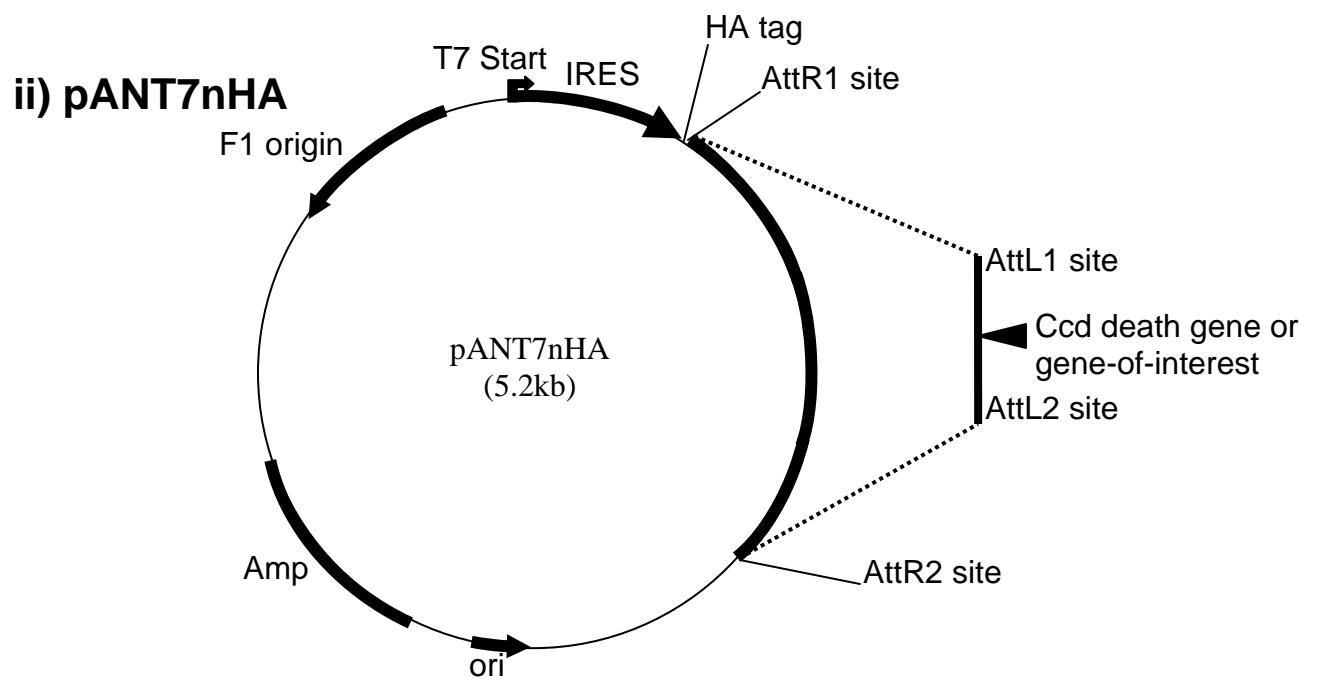 HA tag
T7 Start
IRES
AttR1 site
ii) pANT7nHA
F1 origin
AttL1 site
Ccd death gene or
gene-of-interest
pANT7nHA
(5.2kb)
AttL2 site
Amp
AttR2 site
ori